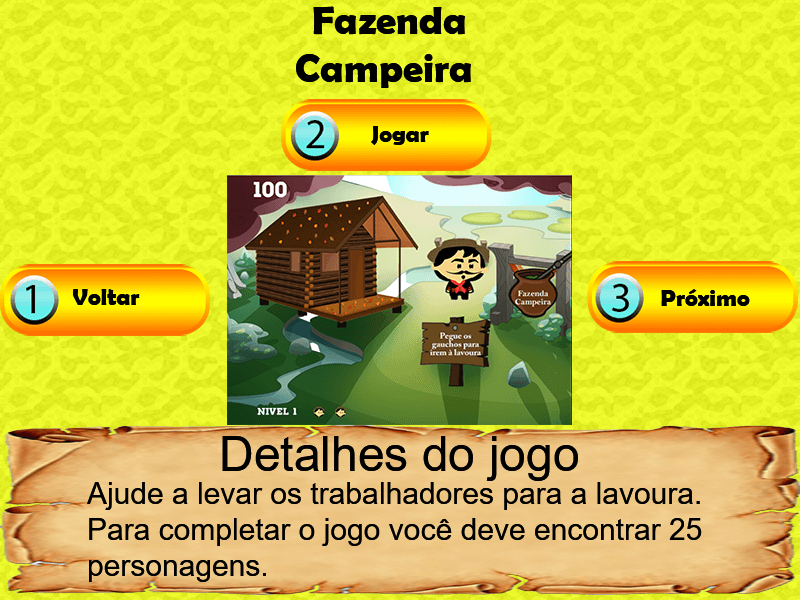 Fazenda
Campeira
2 Jogar
100
1 Voltar
3 Próximo
Fazenda
Campeira
Pegue os
gauchos para
irem à lavoura
NIVEL 1
Detalhes do jogo
Ajude a levar os trabalhadores para a lavoura.
Para completar o jogo você deve encontrar 25
personagens.